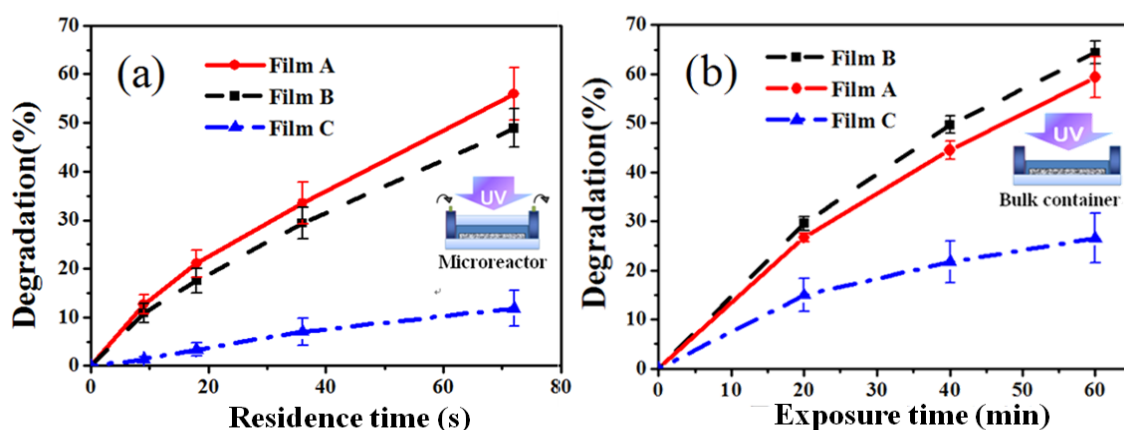 (a)
Film A
Film B
Film C
UV
Microreactor
Degradation(%)
70
60
50
40
30
20
10
0
0 20 40 60 80
Residence time (s)
(b)
Film B
Film A
Film C
UV
Bulk container
Degradation(%)
70
60
50
40
30
20
10
0
0 10 20 30 40 50 60
Exposure time (min)